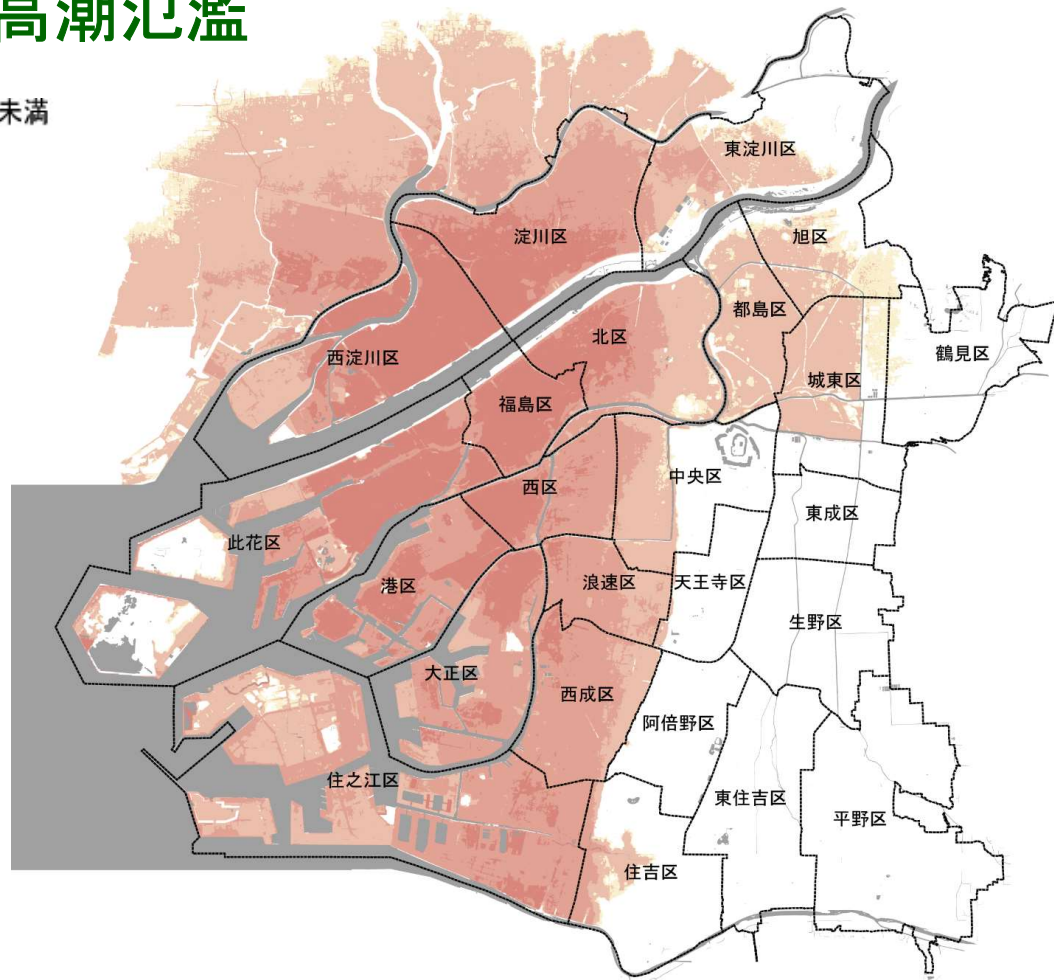 高潮氾濫
未満
東淀川区
淀川区
旭区
都島区
北区
鶴見区
西淀川区
城東区
福島区
中央区
西区
東成区
此花区
港区
浪速区
天王寺区
生野区
大正区
西成区
阿倍野区
住之江区
東住吉区
平野区
住吉区